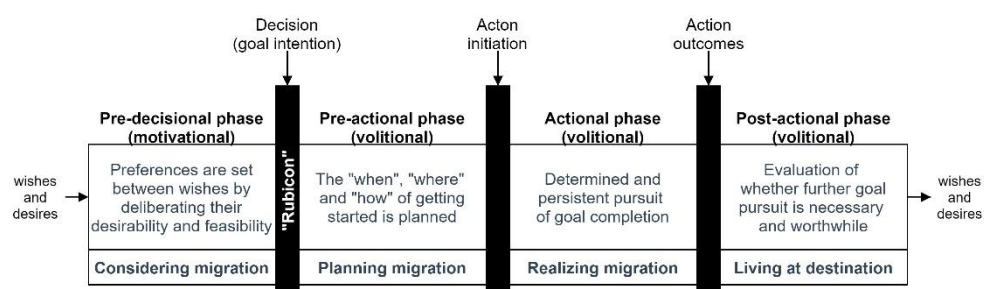 Decision
(goal intention)
Acton
initiation
Action
outcomes
Pre-decisional phase
(motivational)
Pre-actional phase
(volitional)
Actional phase
(volitional)
Post-actional phase
(volitional)
wishes
and
desires
Preferences are set
between wishes by
deliberating their
desirability and feasibility
"Rubicon"
The "when", "where"
and "how" of getting
started is planned
Determined and
persistent pursuit
of goal completion
Evaluation of
whether further goal
pursuit is necessary
and worthwhile
wishes
and
desires
Considering migration
Planning migration
Realizing migration
Living at destination